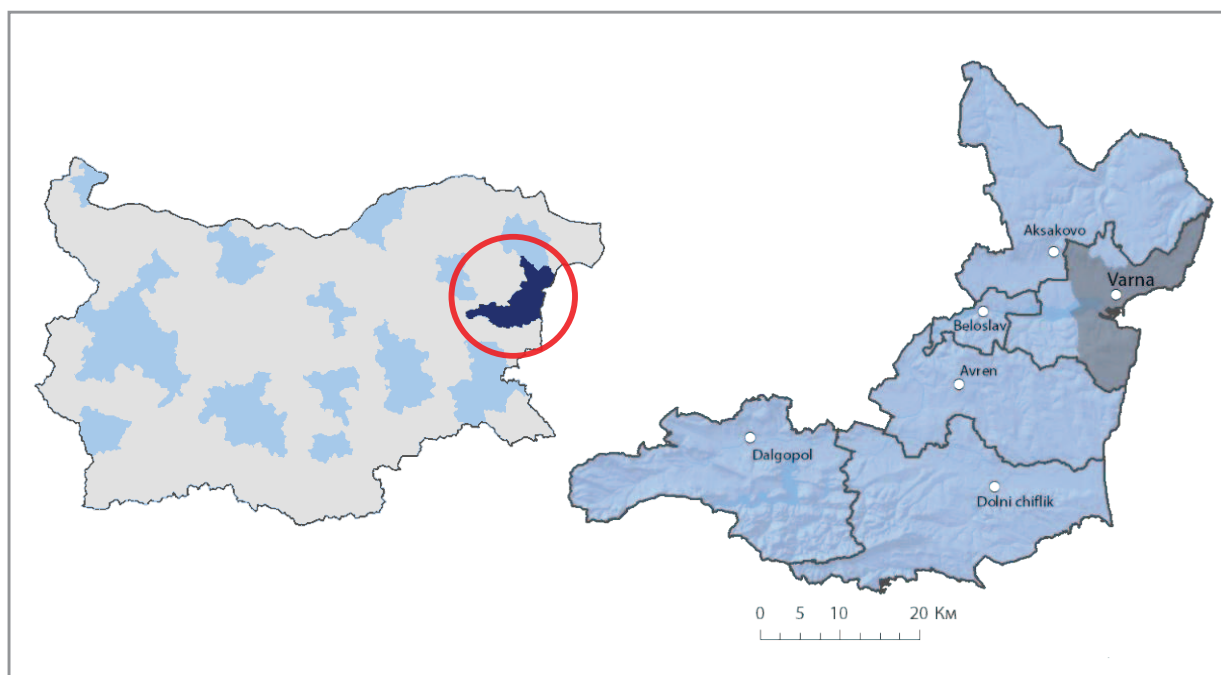 Aksakovo
Varna
Beloslav
Avren
Dalgopol
Dolni chiflik
0 5 10 20 Км